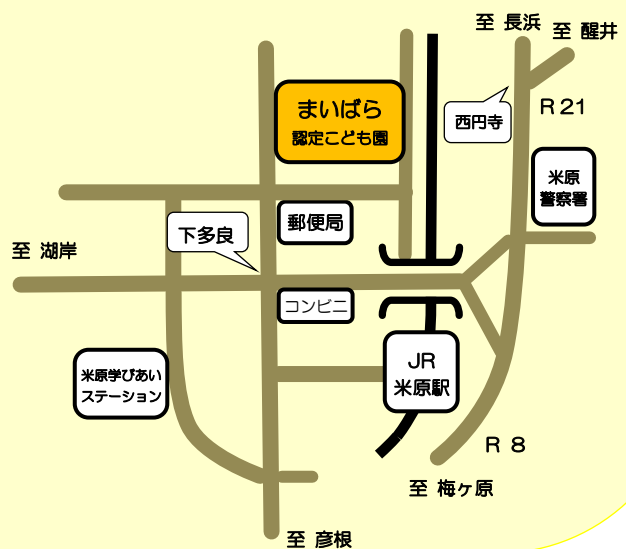 至 長浜
至 醒井
まいばら
認定こども園
西円寺
R 21
米原
警察署
郵便局
下多良
至 湖岸
コンビニ
JR
米原駅
米原学びあい
ステーション
R 8
至 梅ヶ原
至 彦根